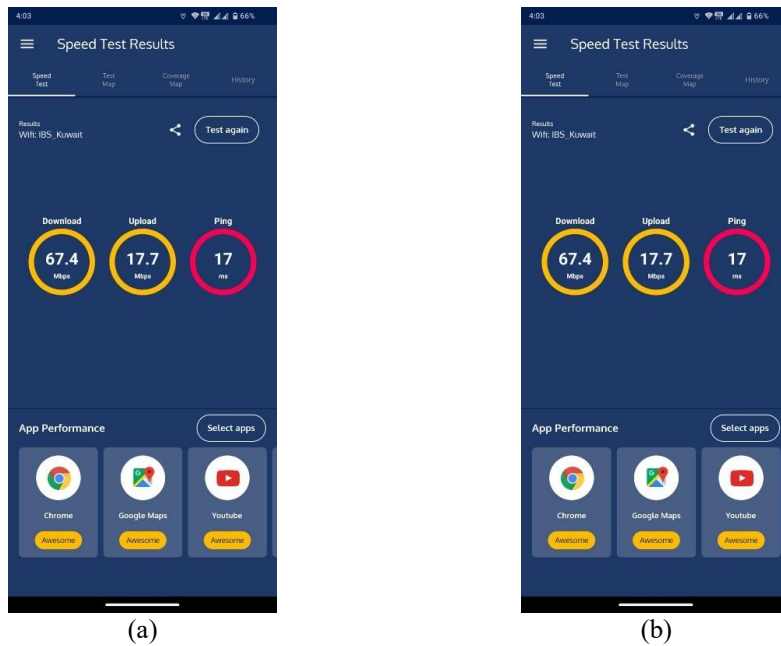 4:03 66%
Speed Test Results
Speed Test Test Map Coverage Map History
Results
Wifi: IBS_Kuwait Test again
Download Upload Ping
67.4 17.7 17
Mbps Mbps ms
App Performance Select apps
Chrome Google Maps Youtube
Awesome Awesome Awesome
(a)
4:03 66%
Speed Test Results
Speed Test Test Map Coverage Map History
Results
Wifi: IBS_Kuwait Test again
Download Upload Ping
67.4 17.7 17
Mbps Mbps ms
App Performance Select apps
Chrome Google Maps Youtube
Awesome Awesome Awesome
(b)